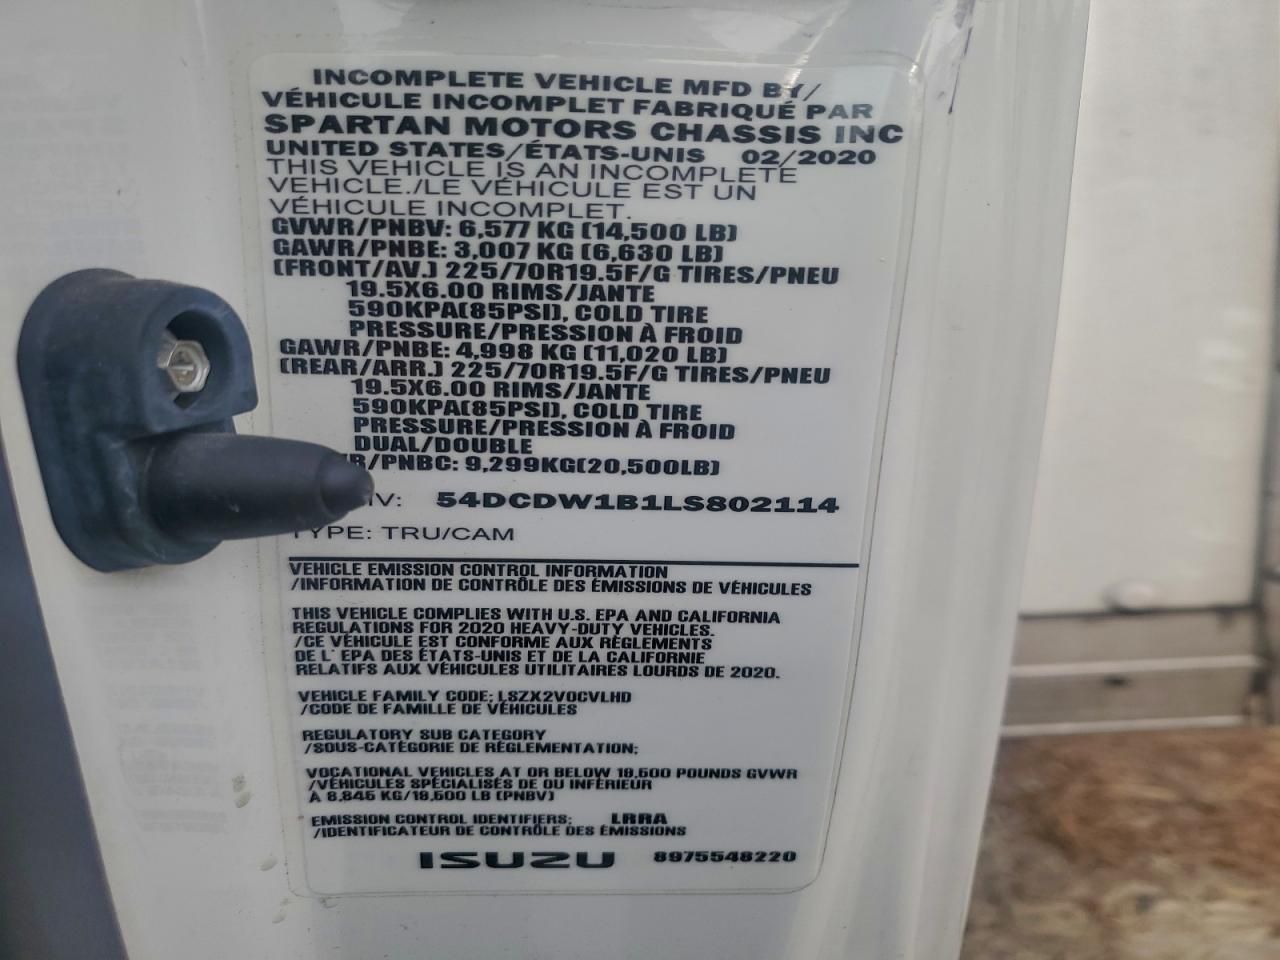 INCOMPLETE VEHICLE MFD BY/
VÉHICULE INCOMPLET FABRIQUÉ PAR
SPARTAN MOTORS CHASSIS INC
UNITED STATES/ÉTATS-UNIS 02/2020
THIS VEHICLE IS AN INCOMPLETE
VEHICLE./LE VÉHICULE EST UN
VÉHICULE INCOMPLET.
GVWR/PNBV: 6,577 KG (14,500 LB)
GAWR/PNBE: 3,007 KG (6,630 LB)
(FRONT/AV.) 225/70R19.5F/G TIRES/PNEU
19.5X6.00 RIMS/JANTE
590KPA(85PSI), COLD TIRE
PRESSURE/PRESSION À FROID
GAWR/PNBE: 4,998 KG (11,020 LB)
(REAR/ARR.) 225/70R19.5F/G TIRES/PNEU
19.5X6.00 RIMS/JANTE
590KPA(85PSI), COLD TIRE
PRESSURE/PRESSION À FROID
DUAL/DOUBLE
R/PNBC: 9,299KG(20,500LB)
IV: 54DCDW1B1LS802114
TYPE: TRU/CAM
VEHICLE EMISSION CONTROL INFORMATION
/INFORMATION DE CONTRÔLE DES ÉMISSIONS DE VÉHICULES
THIS VEHICLE COMPLIES WITH U.S. EPA AND CALIFORNIA
REGULATIONS FOR 2020 HEAVY-DUTY VEHICLES.
/CE VÉHICULE EST CONFORME AUX RÈGLEMENTS
DE L'EPA DES ÉTATS-UNIS ET DE LA CALIFORNIE
RELATIFS AUX VÉHICULES UTILITAIRES LOURDS DE 2020.
VEHICLE FAMILY CODE: LSZX2VOCVLHD
/CODE DE FAMILLE DE VÉHICULES
REGULATORY SUB CATEGORY
/SOUS-CATÉGORIE DE RÉGLEMENTATION:
VOCATIONAL VEHICLES AT OR BELOW 19,500 POUNDS GVWR
/VÉHICULES SPÉCIALISÉS DE OU INFÉRIEUR
À 8,845 KG/19,500 LB (PNBV)
EMISSION CONTROL IDENTIFIERS: LRRA
/IDENTIFICATEUR DE CONTRÔLE DES ÉMISSIONS
ISUZU 8975548220